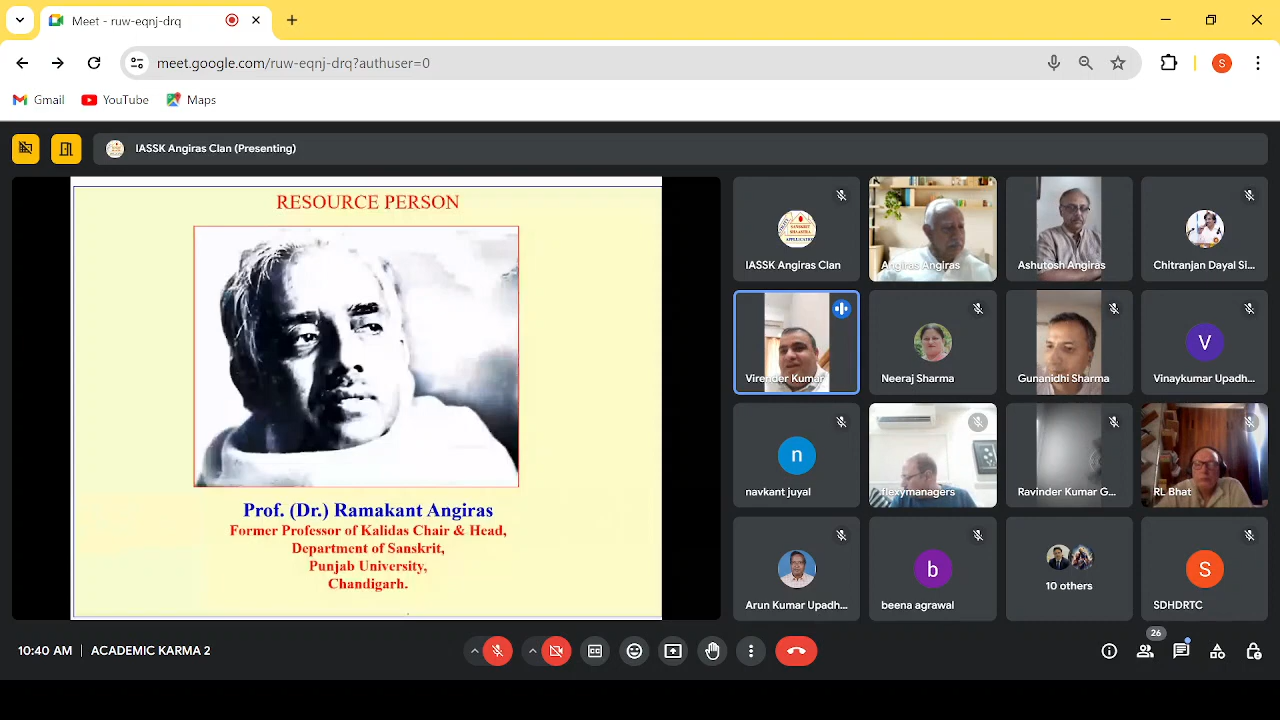 Meet - ruw-eqnj-drq
meet.google.com/ruw-eqnj-drq?authuser=0
S
Gmail
YouTube
Maps
IASSK Angiras Clan (Presenting)
RESOURCE PERSON
Prof. (Dr.) Ramakant Angiras
Former Professor of Kalidas Chair & Head,
Department of Sanskrit,
Punjab University,
Chandigarh.
IASSK Angiras Clan
Angiras Angiras
Ashutosh Angiras
Chitranjan Dayal Si...
Virender Kumar
Neeraj Sharma
Gunanidhi Sharma
V
Vinaykumar Upadh...
n
navkant juyal
flexymanagers
Ravinder Kumar G...
RL Bhat
Arun Kumar Upadh...
b
beena agrawal
10 others
S
SDHDRTC
10:40 AM | ACADEMIC KARMA 2
26